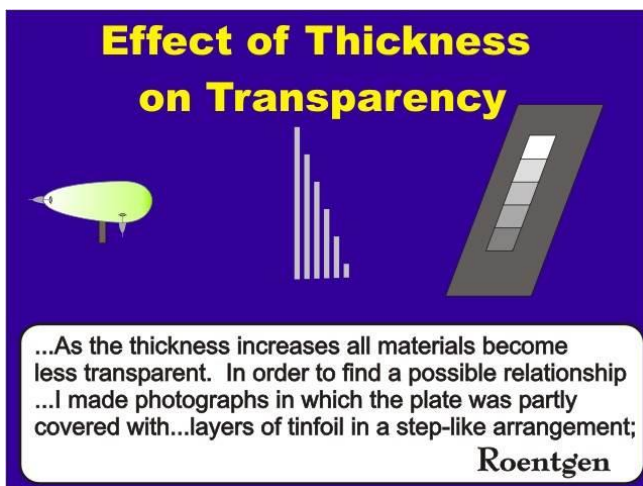 Effect of Thickness
on Transparency
...As the thickness increases all materials become
less transparent.  In order to find a possible relationship
...I made photographs in which the plate was partly
covered with...layers of tinfoil in a step-like arrangement;
Roentgen